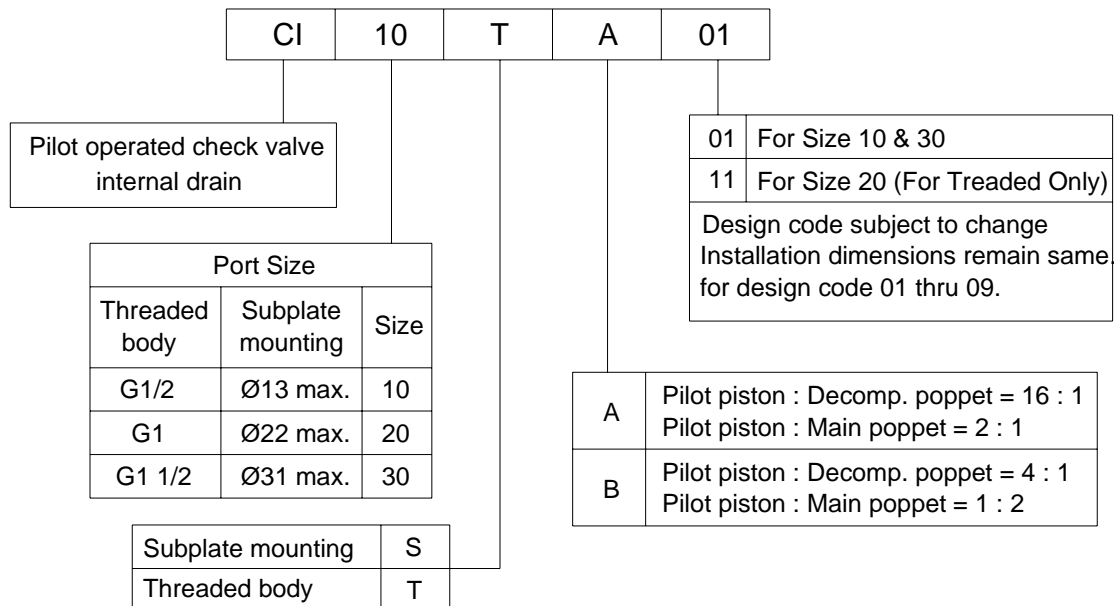 CI 10 T A 01
Pilot operated check valve
internal drain
01 For Size 10 & 30
11 For Size 20 (For Treaded Only)
Design code subject to change
Installation dimensions remain same.
for design code 01 thru 09.
Port Size
Threaded body Subplate mounting Size
G1/2 Ø13 max. 10
G1 Ø22 max. 20
G1 1/2 Ø31 max. 30
A Pilot piston : Decomp. poppet = 16 : 1
Pilot piston : Main poppet = 2 : 1
B Pilot piston : Decomp. poppet = 4 : 1
Pilot piston : Main poppet = 1 : 2
Subplate mounting S
Threaded body T